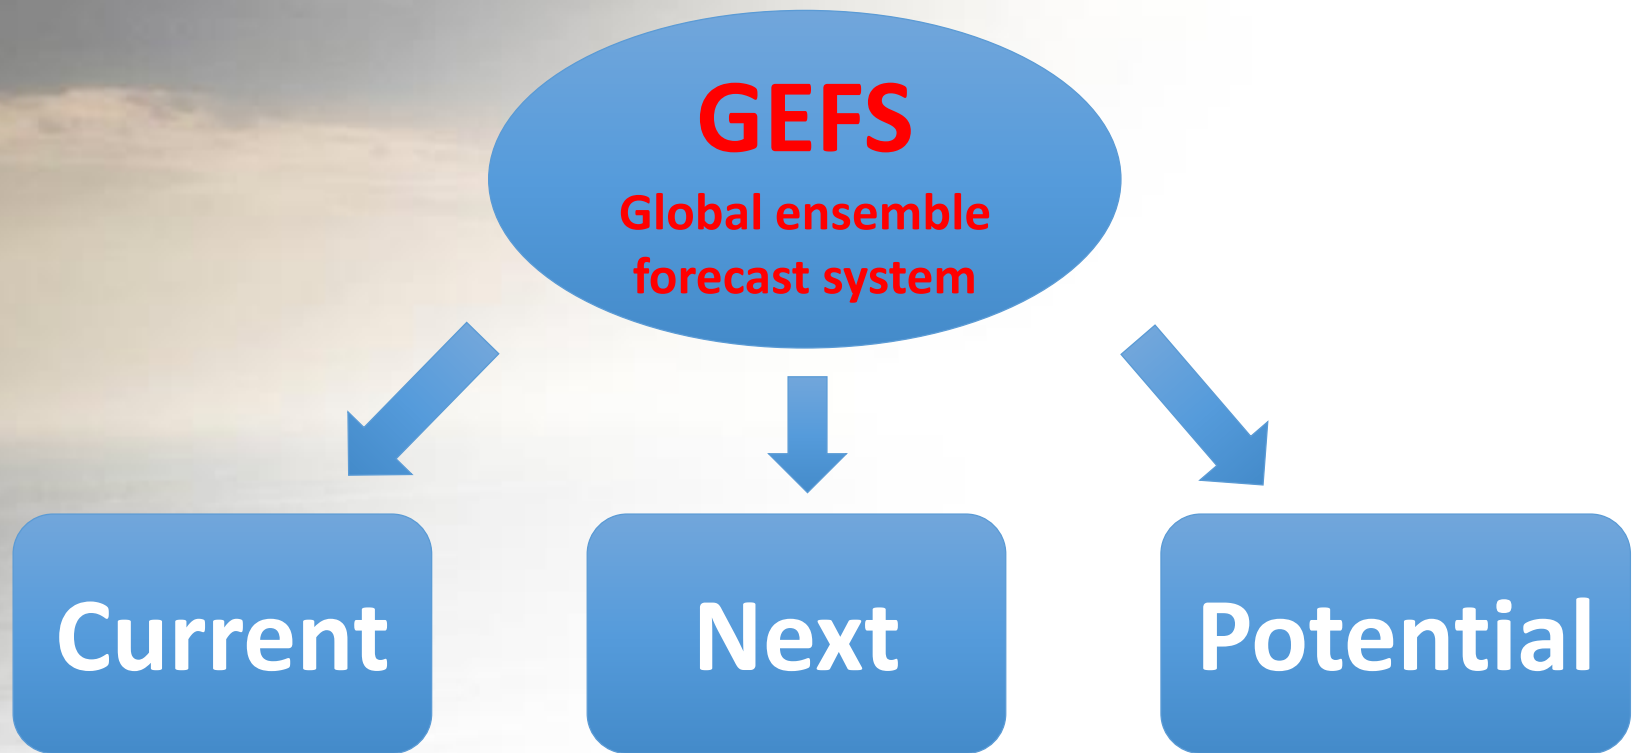 GEFS
Global ensemble
forecast system
Current
Next
Potential